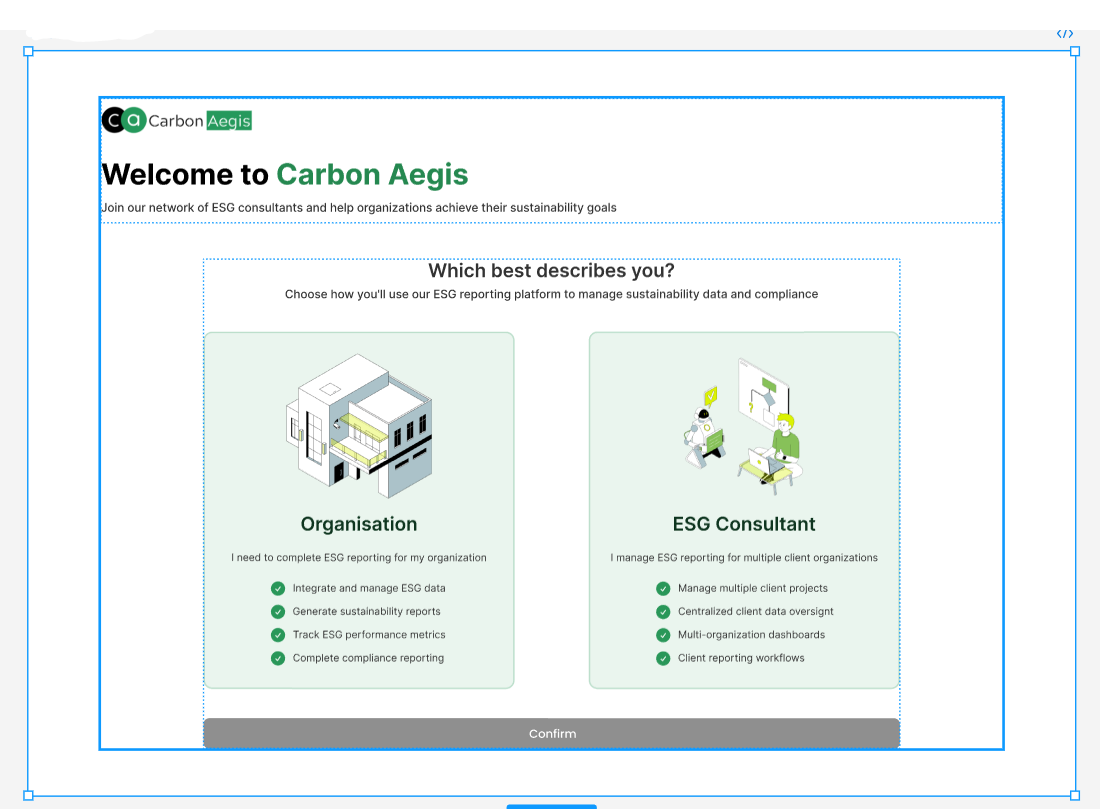 </>
ca Carbon Aegis
Welcome to Carbon Aegis
Join our network of ESG consultants and help organizations achieve their sustainability goals
Which best describes you?
Choose how you'll use our ESG reporting platform to manage sustainability data and compliance
Organisation
I need to complete ESG reporting for my organization
Integrate and manage ESG data
Generate sustainability reports
Track ESG performance metrics
Complete compliance reporting
ESG Consultant
I manage ESG reporting for multiple client organizations
Manage multiple client projects
Centralized client data oversignt
Multi-organization dashboards
Client reporting workflows
Confirm